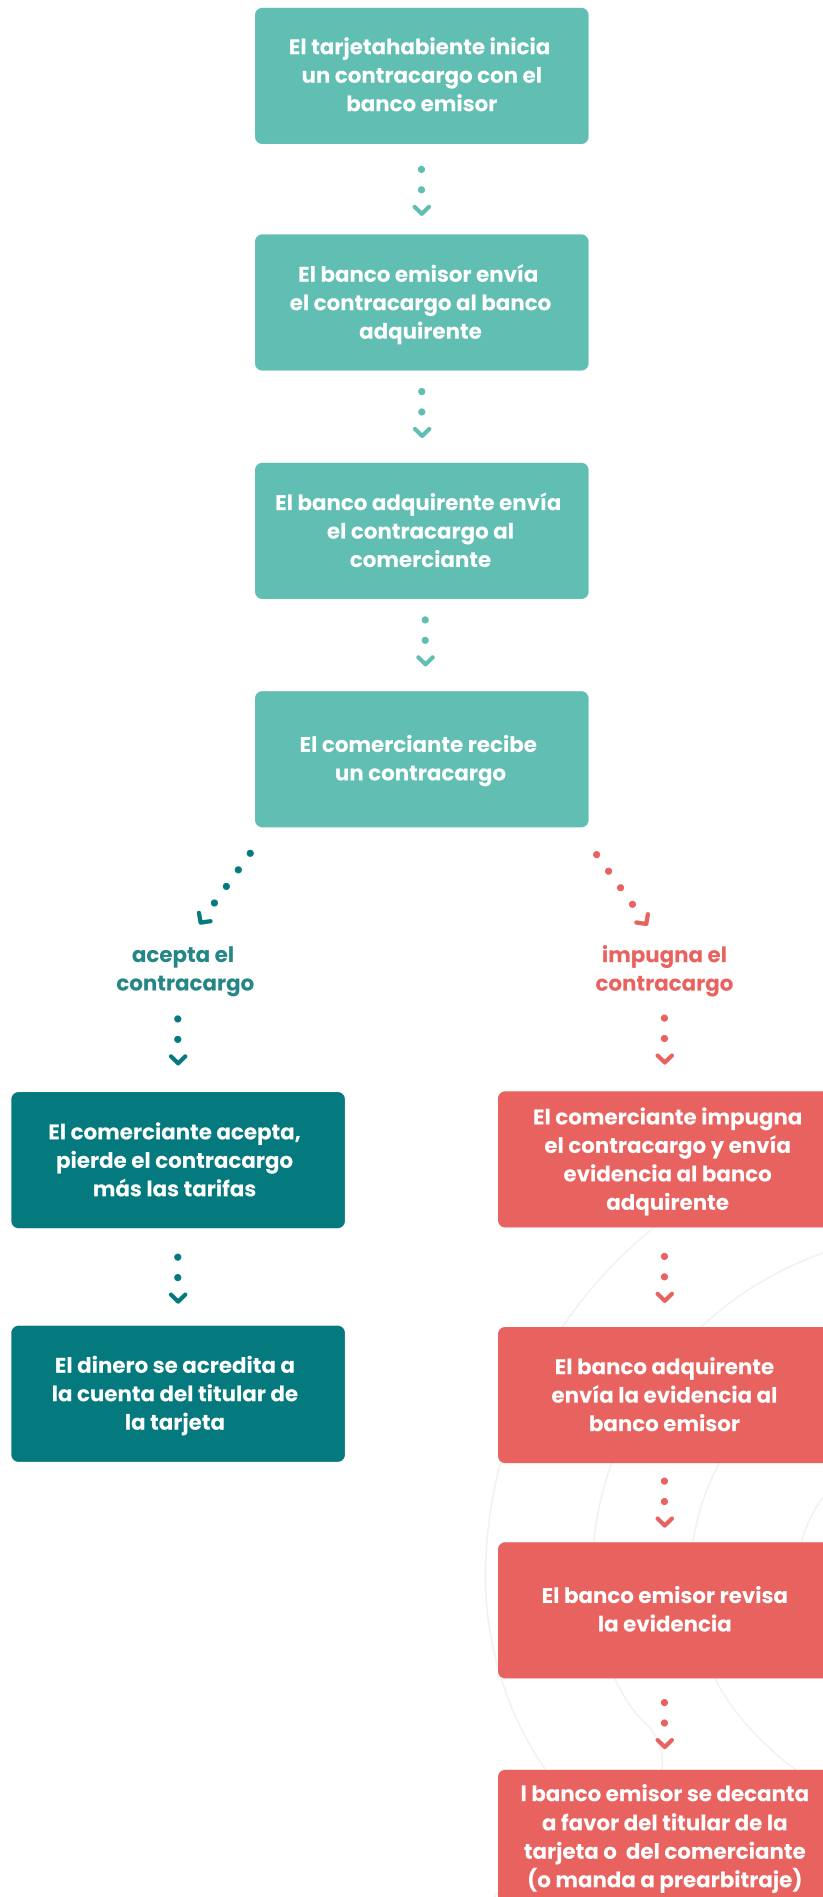 El tarjetahabiente inicia
un contracargo con el
banco emisor
El banco emisor envía
el contracargo al banco
adquirente
El banco adquirente envía
el contracargo al
comerciante
El comerciante recibe
un contracargo
acepta el
contracargo
El comerciante acepta,
pierde el contracargo
más las tarifas
El dinero se acredita a
la cuenta del titular de
la tarjeta
impugna el
contracargo
El comerciante impugna
el contracargo y envía
evidencia al banco
adquirente
El banco adquirente
envía la evidencia al
banco emisor
El banco emisor revisa
la evidencia
l banco emisor se decanta
a favor del titular de la
tarjeta o del comerciante
(o manda a prearbitraje)